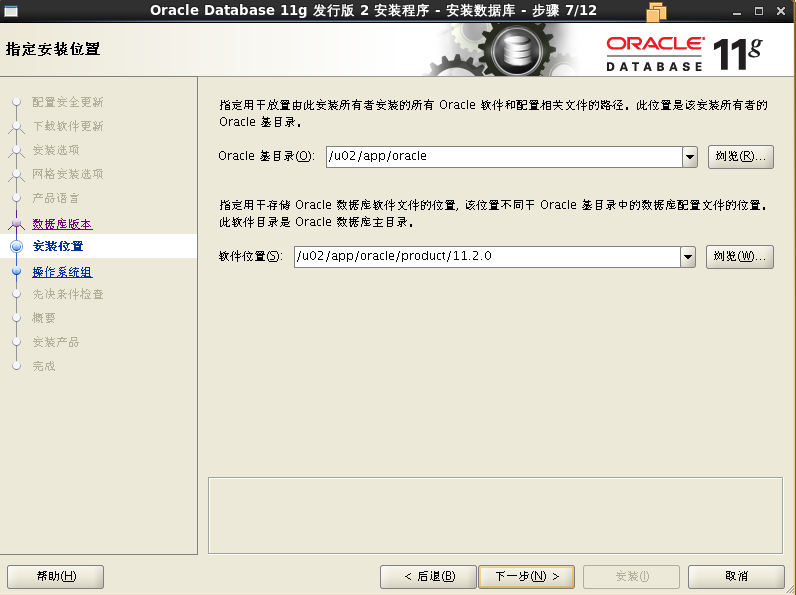 Oracle Database 11g 发行版 2 安装程序 - 安装数据库 - 步骤 7/12
指定安装位置
ORACLE
DATABASE
11g
配置安全更新
下载软件更新
安装选项
网格安装选项
产品语言
数据库版本
安装位置
操作系统组
先决条件检查
概要
安装产品
完成
指定用于放置由此安装所有者安装的所有 Oracle 软件和配置相关文件的路径。此位置是该安装所有者的
Oracle 基目录。
Oracle 基目录(O): /u02/app/oracle 浏览(R)...
指定用于存储 Oracle 数据库软件文件的位置, 该位置不同于 Oracle 基目录中的数据库配置文件的位置。
此软件目录是 Oracle 数据库主目录。
软件位置(S): /u02/app/oracle/product/11.2.0 浏览(W)...
帮助(H) < 后退(B) 下一步(N) > 安装(I) 取消